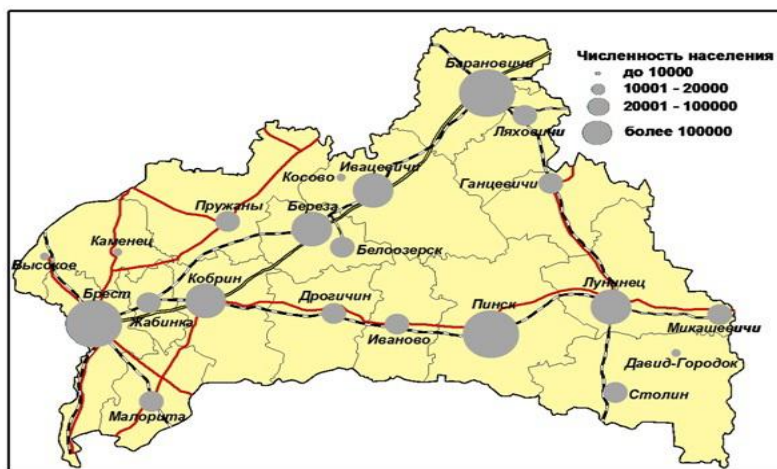 Численность населения
до 10000
10001 - 20000
20001 - 100000
более 100000
Барановичи
Ляховичи
Ивацевичи
Косово
Ганцевичи
Пружаны
Береза
Белоозерск
Каменец
Высокое
Кобрин
Брест
Жабинка
Дрогичин
Иваново
Пинск
Лунинец
Микашевичи
Давид-Городок
Столин
Малорита